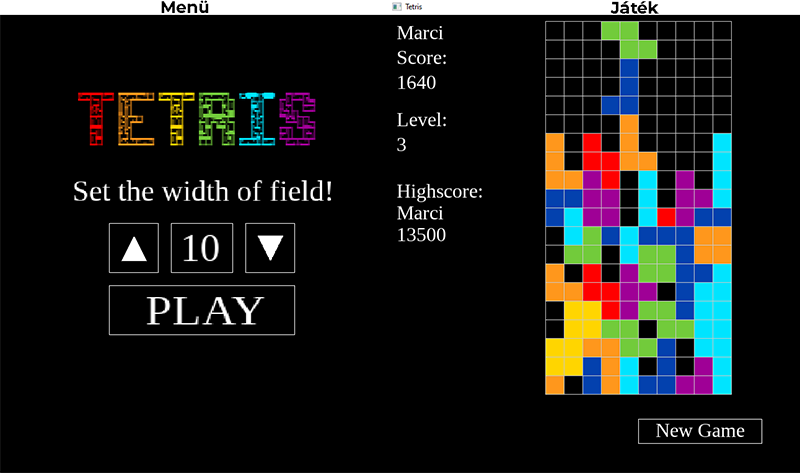 Menü
TETRIS
Set the width of field!
▲ 10 ▼
PLAY
Játék
Tetris
Marci
Score:
1640
Level:
3
Highscore:
Marci
13500
New Game